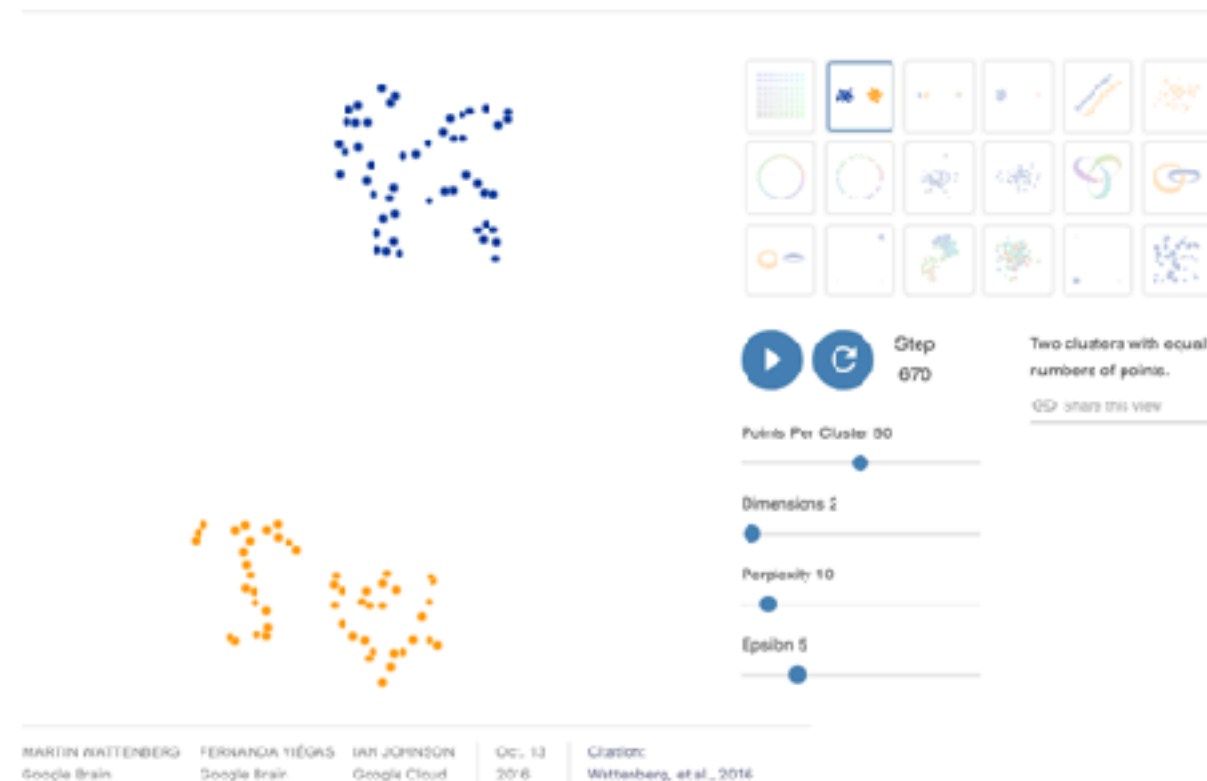 Step
670
Two clusters with equal
numbers of points.
Share this view
Points Per Cluster 50
Dimensions 2
Perplexity 10
Epsilon 5
MARTIN WATTENBERG
Google Brain
FERNANDA VIÉGAS
Google Brain
IAN JOHNSON
Google Cloud
Oct. 13
2016
Citation:
Wattenberg, et al., 2016